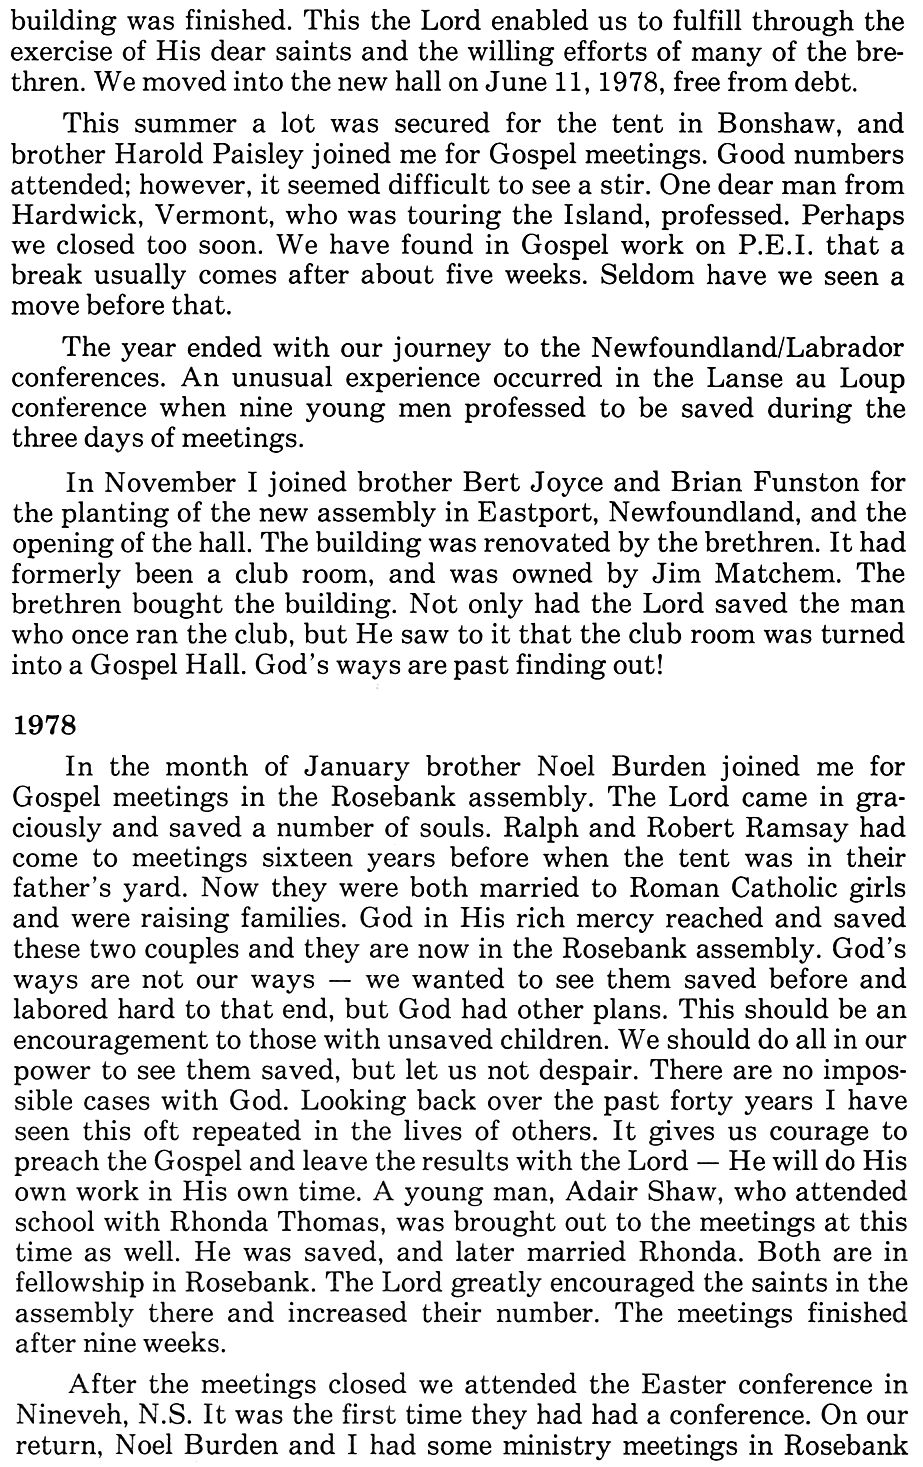 building was finished. This the Lord enabled us to fulfill through the
exercise of His dear saints and the willing efforts of many of the bre-
thren. We moved into the new hall on June 11, 1978, free from debt.
This summer a lot was secured for the tent in Bonshaw, and
brother Harold Paisley joined me for Gospel meetings. Good numbers
attended; however, it seemed difficult to see a stir. One dear man from
Hardwick, Vermont, who was touring the Island, professed. Perhaps
we closed too soon. We have found in Gospel work on P.E.I. that a
break usually comes after about five weeks. Seldom have we seen a
move before that.
The year ended with our journey to the Newfoundland/Labrador
conferences. An unusual experience occurred in the Lanse au Loup
conference when nine young men professed to be saved during the
three days of meetings.
In November I joined brother Bert Joyce and Brian Funston for
the planting of the new assembly in Eastport, Newfoundland, and the
opening of the hall. The building was renovated by the brethren. It had
formerly been a club room, and was owned by Jim Matchem. The
brethren bought the building. Not only had the Lord saved the man
who once ran the club, but He saw to it that the club room was turned
into a Gospel Hall. God's ways are past finding out!
1978
In the month of January brother Noel Burden joined me for
Gospel meetings in the Rosebank assembly. The Lord came in gra-
ciously and saved a number of souls. Ralph and Robert Ramsay had
come to meetings sixteen years before when the tent was in their
father's yard. Now they were both married to Roman Catholic girls
and were raising families. God in His rich mercy reached and saved
these two couples and they are now in the Rosebank assembly. God's
ways are not our ways — we wanted to see them saved before and
labored hard to that end, but God had other plans. This should be an
encouragement to those with unsaved children. We should do all in our
power to see them saved, but let us not despair. There are no impos-
sible cases with God. Looking back over the past forty years I have
seen this oft repeated in the lives of others. It gives us courage to
preach the Gospel and leave the results with the Lord — He will do His
own work in His own time. A young man, Adair Shaw, who attended
school with Rhonda Thomas, was brought out to the meetings at this
time as well. He was saved, and later married Rhonda. Both are in
fellowship in Rosebank. The Lord greatly encouraged the saints in the
assembly there and increased their number. The meetings finished
after nine weeks.
After the meetings closed we attended the Easter conference in
Nineveh, N.S. It was the first time they had had a conference. On our
return, Noel Burden and I had some ministry meetings in Rosebank